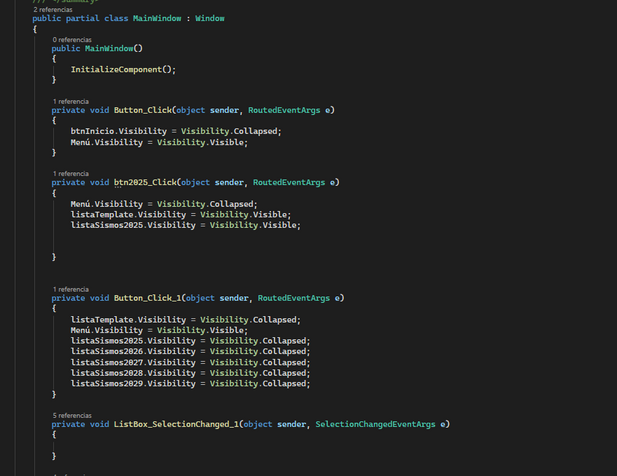 /// </summary>
2 referencias
public partial class MainWindow : Window
{
0 referencias
public MainWindow()
{
InitializeComponent();
}
1 referencia
private void Button_Click(object sender, RoutedEventArgs e)
{
btnInicio.Visibility = Visibility.Collapsed;
Menú.Visibility = Visibility.Visible;
}
1 referencia
private void btn2025_Click(object sender, RoutedEventArgs e)
{
Menú.Visibility = Visibility.Collapsed;
listaTemplate.Visibility = Visibility.Visible;
listaSismos2025.Visibility = Visibility.Visible;
}
1 referencia
private void Button_Click_1(object sender, RoutedEventArgs e)
{
listaTemplate.Visibility = Visibility.Collapsed;
Menú.Visibility = Visibility.Visible;
listaSismos2025.Visibility = Visibility.Collapsed;
listaSismos2026.Visibility = Visibility.Collapsed;
listaSismos2027.Visibility = Visibility.Collapsed;
listaSismos2028.Visibility = Visibility.Collapsed;
listaSismos2029.Visibility = Visibility.Collapsed;
}
5 referencias
private void ListBox_SelectionChanged_1(object sender, SelectionChangedEventArgs e)
{
}